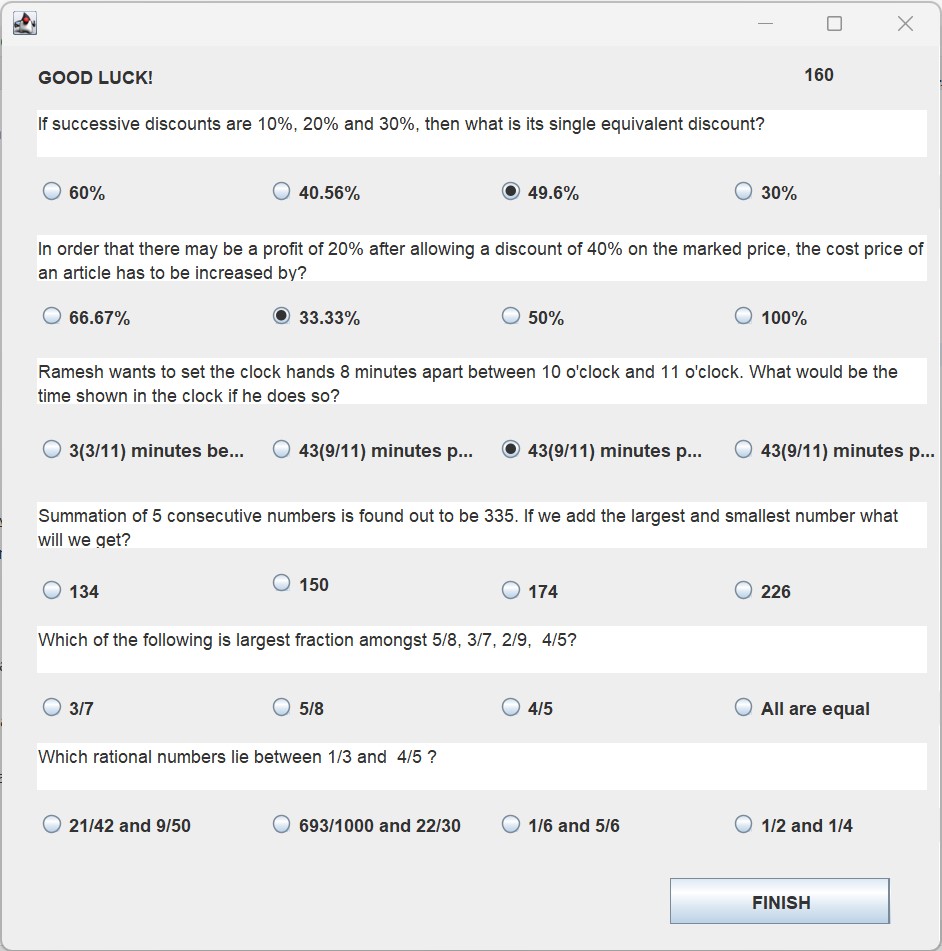 GOOD LUCK!
160
If successive discounts are 10%, 20% and 30%, then what is its single equivalent discount?
60%
40.56%
49.6%
30%
In order that there may be a profit of 20% after allowing a discount of 40% on the marked price, the cost price of
an article has to be increased by?
66.67%
33.33%
50%
100%
Ramesh wants to set the clock hands 8 minutes apart between 10 o'clock and 11 o'clock. What would be the
time shown in the clock if he does so?
3(3/11) minutes be...
43(9/11) minutes p...
43(9/11) minutes p...
43(9/11) minutes p...
Summation of 5 consecutive numbers is found out to be 335. If we add the largest and smallest number what
will we get?
134
150
174
226
Which of the following is largest fraction amongst 5/8, 3/7, 2/9,  4/5?
3/7
5/8
4/5
All are equal
Which rational numbers lie between 1/3 and  4/5 ?
21/42 and 9/50
693/1000 and 22/30
1/6 and 5/6
1/2 and 1/4
FINISH